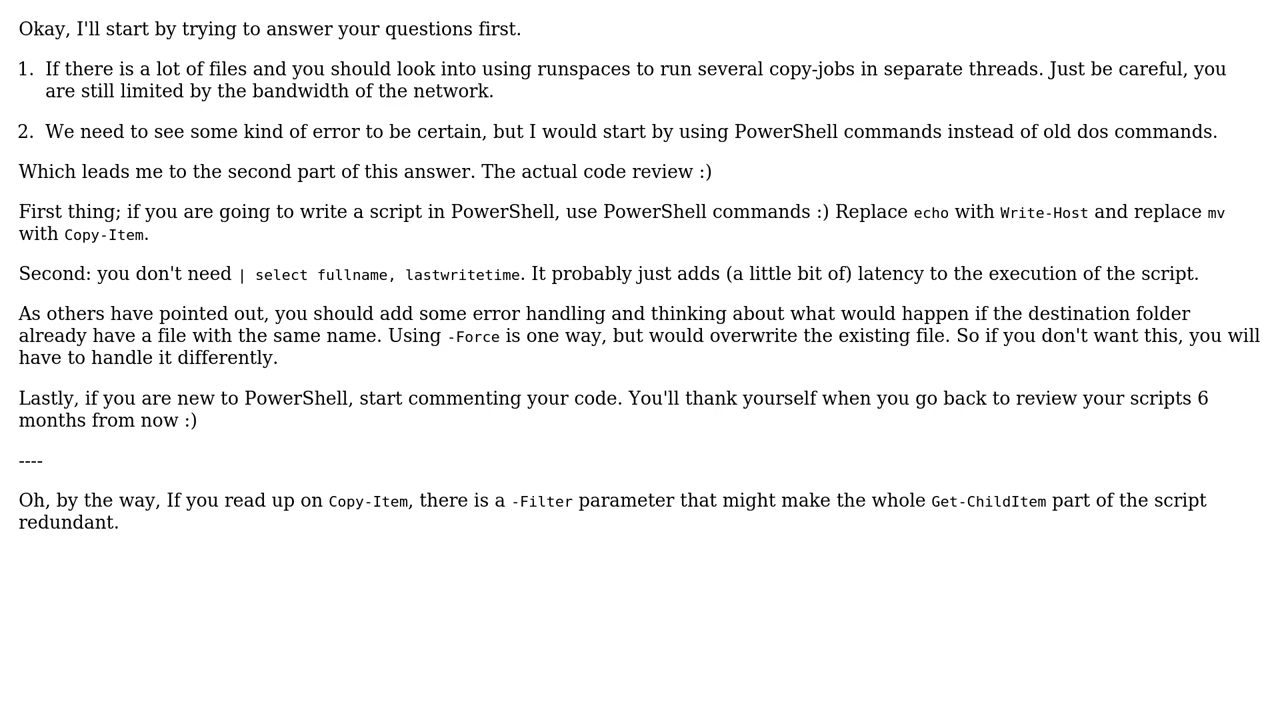 Okay, I'll start by trying to answer your questions first.
1. If there is a lot of files and you should look into using runspaces to run several copy-jobs in separate threads. Just be careful, you
are still limited by the bandwidth of the network.
2. We need to see some kind of error to be certain, but I would start by using PowerShell commands instead of old dos commands.
Which leads me to the second part of this answer. The actual code review :)
First thing; if you are going to write a script in PowerShell, use PowerShell commands :) Replace echo with Write-Host and replace mv
with Copy-Item.
Second: you don't need | select fullname, lastwritetime. It probably just adds (a little bit of) latency to the execution of the script.
As others have pointed out, you should add some error handling and thinking about what would happen if the destination folder
already have a file with the same name. Using -Force is one way, but would overwrite the existing file. So if you don't want this, you will
have to handle it differently.
Lastly, if you are new to PowerShell, start commenting your code. You'll thank yourself when you go back to review your scripts 6
months from now :)
----
Oh, by the way, If you read up on Copy-Item, there is a -Filter parameter that might make the whole Get-ChildItem part of the script
redundant.